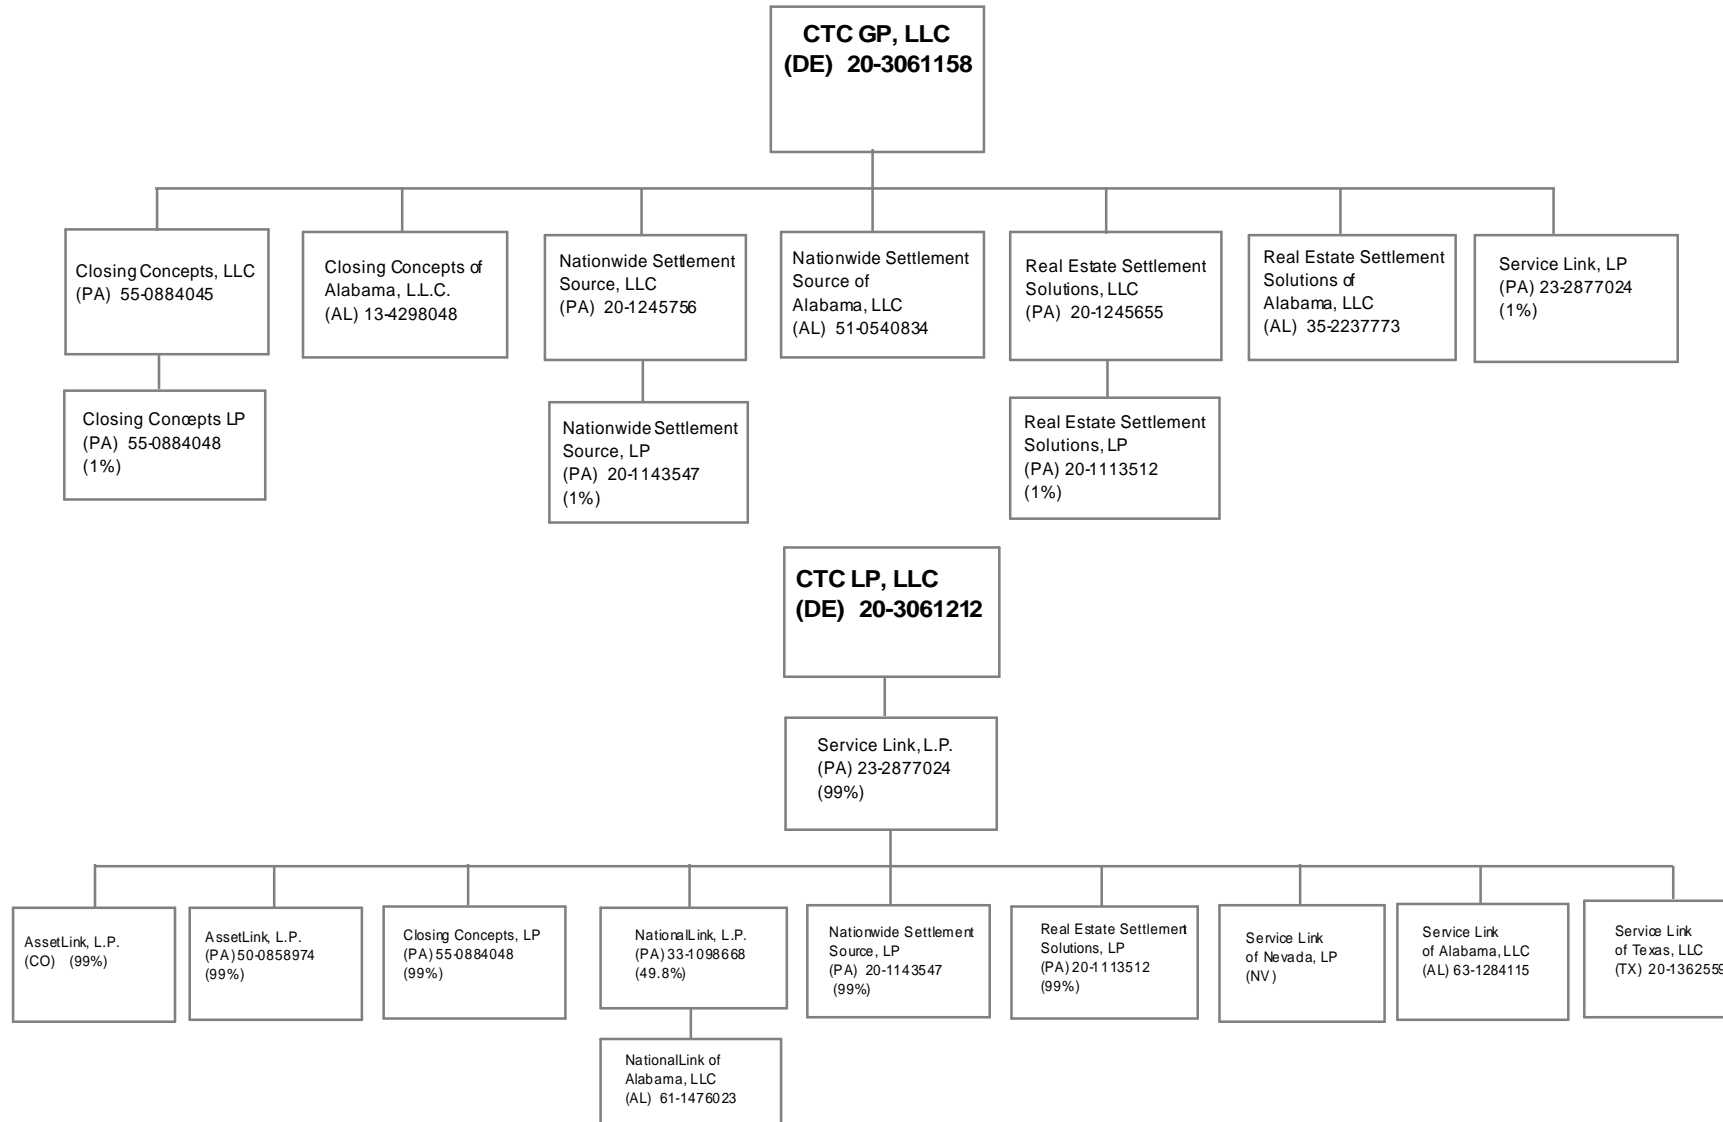 CTC GP, LLC
(DE) 20-3061158
Closing Concepts, LLC
(PA) 55-0884045
Closing Concepts of
Alabama, L.L.C.
(AL) 13-4298048
Nationwide Settlement
Source, LLC
(PA) 20-1245756
Nationwide Settlement
Source of
Alabama, LLC
(AL) 51-0540834
Real Estate Settlement
Solutions, LLC
(PA) 20-1245655
Real Estate Settlement
Solutions of
Alabama, LLC
(AL) 35-2237773
Service Link, LP
(PA) 23-2877024
(1%)
Closing Concepts LP
(PA) 55-0884048
(1%)
Nationwide Settlement
Source, LP
(PA) 20-1143547
(1%)
Real Estate Settlement
Solutions, LP
(PA) 20-1113512
(1%)
CTC LP, LLC
(DE) 20-3061212
Service Link, L.P.
(PA) 23-2877024
(99%)
AssetLink, L.P.
(CO) (99%)
AssetLink, L.P.
(PA) 50-0858974
(99%)
Closing Concepts, LP
(PA) 55-0884048
(99%)
NationalLink, L.P.
(PA) 33-1098668
(49.8%)
Nationwide Settlement
Source, LP
(PA) 20-1143547
(99%)
Real Estate Settlement
Solutions, LP
(PA) 20-1113512
(99%)
Service Link
of Nevada, LP
(NV)
Service Link
of Alabama, LLC
(AL) 63-1284115
Service Link
of Texas, LLC
(TX) 20-1362559
NationalLink of
Alabama, LLC
(AL) 61-1476023